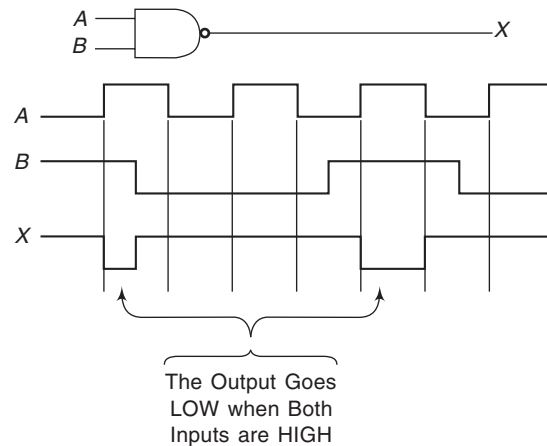 A
X
B
A
B
X
The Output Goes
LOW when Both
Inputs are HIGH